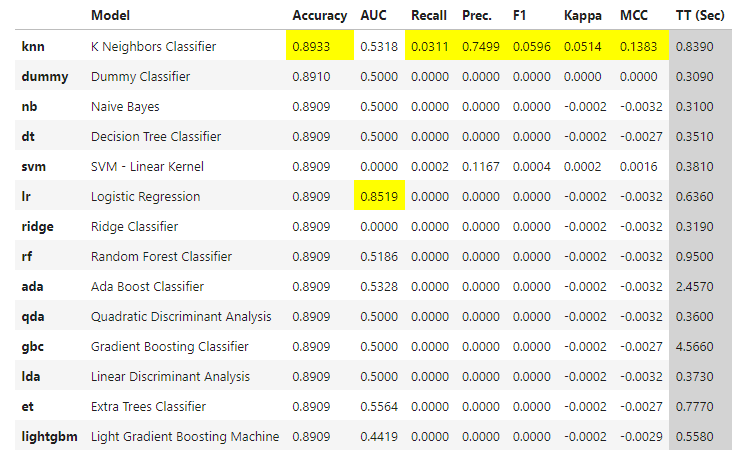 Model Accuracy AUC Recall Prec. F1 Kappa MCC TT (Sec)
knn K Neighbors Classifier 0.8933 0.5318 0.0311 0.7499 0.0596 0.0514 0.1383 0.8390
dummy Dummy Classifier 0.8910 0.5000 0.0000 0.0000 0.0000 0.0000 0.0000 0.3090
nb Naive Bayes 0.8909 0.5000 0.0000 0.0000 0.0000 -0.0002 -0.0032 0.3100
dt Decision Tree Classifier 0.8909 0.5000 0.0000 0.0000 0.0000 -0.0002 -0.0027 0.3510
svm SVM - Linear Kernel 0.8909 0.0000 0.0002 0.1167 0.0004 0.0002 0.0016 0.3810
lr Logistic Regression 0.8909 0.8519 0.0000 0.0000 0.0000 -0.0002 -0.0032 0.6360
ridge Ridge Classifier 0.8909 0.0000 0.0000 0.0000 0.0000 -0.0002 -0.0032 0.3190
rf Random Forest Classifier 0.8909 0.5186 0.0000 0.0000 0.0000 -0.0002 -0.0032 0.9500
ada Ada Boost Classifier 0.8909 0.5328 0.0000 0.0000 0.0000 -0.0002 -0.0032 2.4570
qda Quadratic Discriminant Analysis 0.8909 0.5000 0.0000 0.0000 0.0000 -0.0002 -0.0032 0.3600
gbc Gradient Boosting Classifier 0.8909 0.5000 0.0000 0.0000 0.0000 -0.0002 -0.0027 4.5660
lda Linear Discriminant Analysis 0.8909 0.5000 0.0000 0.0000 0.0000 -0.0002 -0.0032 0.3730
et Extra Trees Classifier 0.8909 0.5564 0.0000 0.0000 0.0000 -0.0002 -0.0027 0.7770
lightgbm Light Gradient Boosting Machine 0.8909 0.4419 0.0000 0.0000 0.0000 -0.0002 -0.0029 0.5580